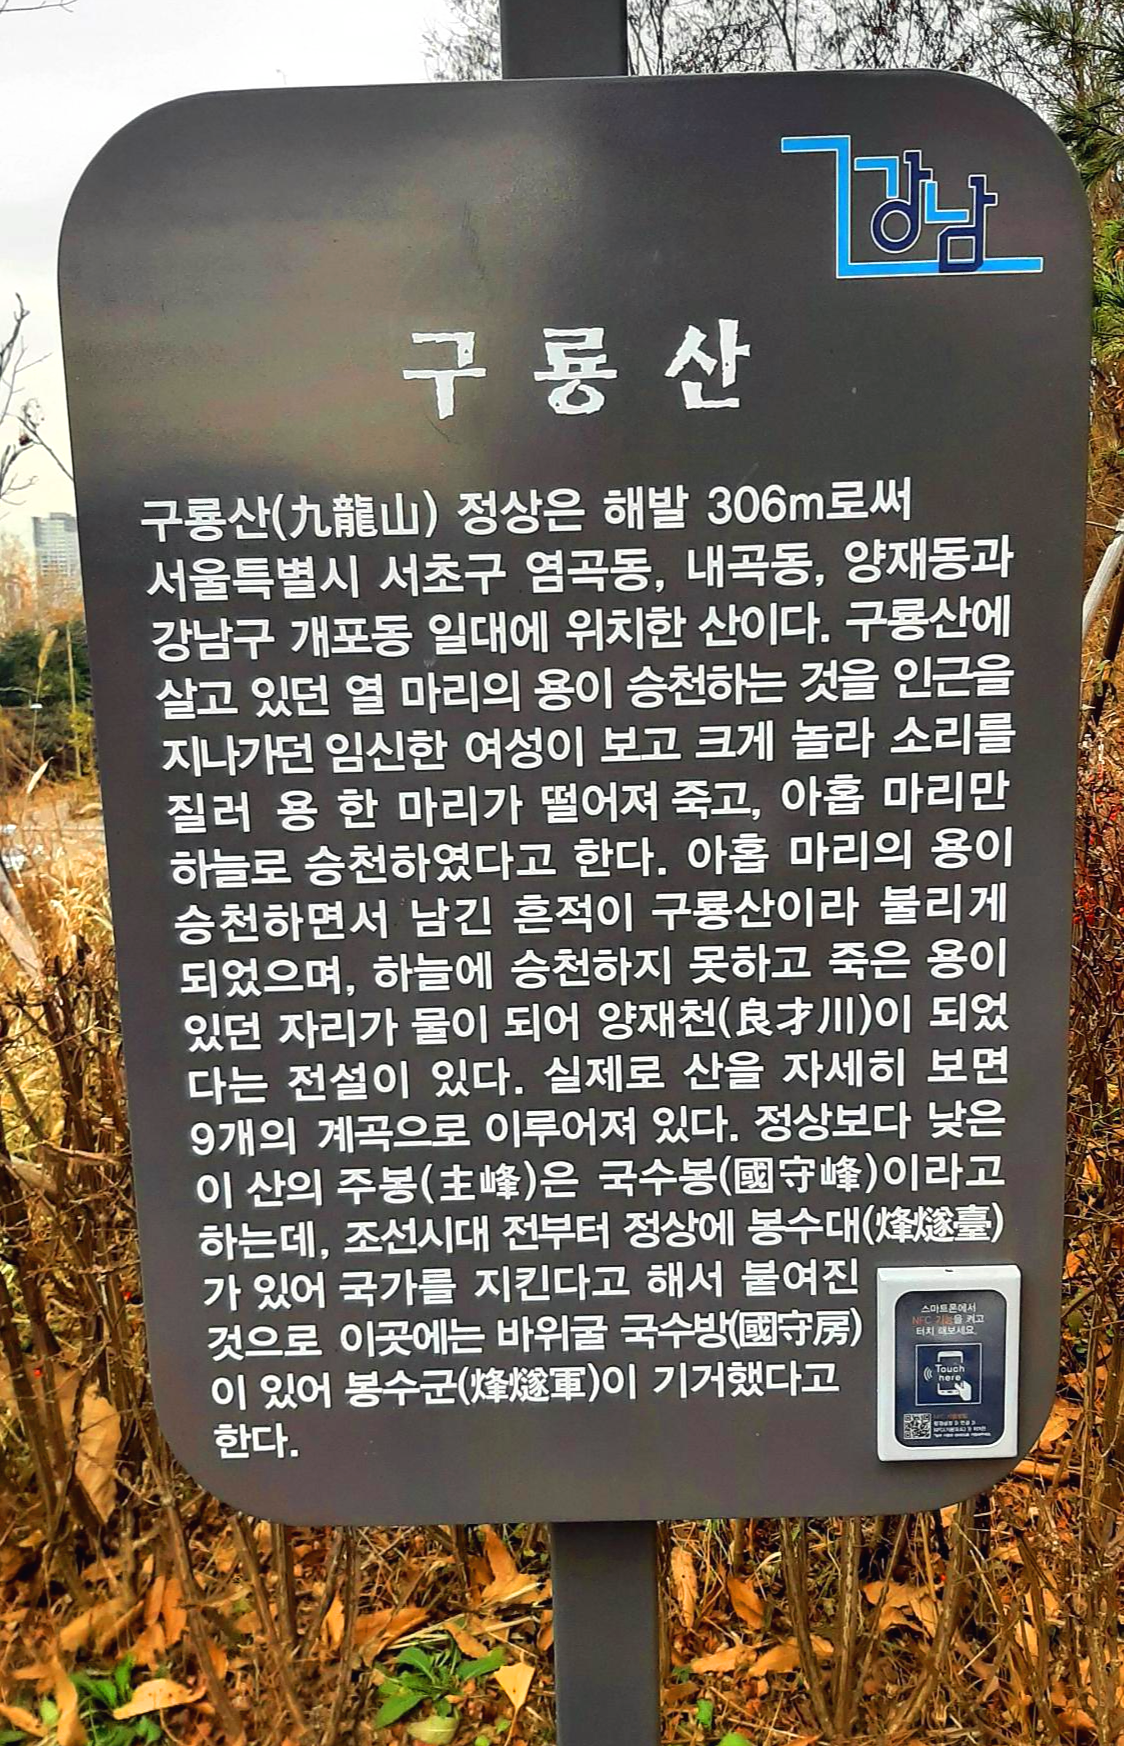 강남
구룡산
구룡산(九龍山) 정상은 해발 306m로써
서울특별시 서초구 염곡동, 내곡동, 양재동과
강남구 개포동 일대에 위치한 산이다. 구룡산에
살고 있던 열 마리의 용이 승천하는 것을 인근을
지나가던 임신한 여성이 보고 크게 놀라 소리를
질러 용 한 마리가 떨어져 죽고, 아홉 마리만
하늘로 승천하였다고 한다. 아홉 마리의 용이
승천하면서 남긴 흔적이 구룡산이라 불리게
되었으며, 하늘에 승천하지 못하고 죽은 용이
있던 자리가 물이 되어 양재천(良才川)이 되었
다는 전설이 있다. 실제로 산을 자세히 보면
9개의 계곡으로 이루어져 있다. 정상보다 낮은
이 산의 주봉(主峰)은 국수봉(國守峰)이라고
하는데, 조선시대 전부터 정상에 봉수대(烽燧臺)
가 있어 국가를 지킨다고 해서 붙여진
것으로 이곳에는 바위굴 국수방(國守房)
이 있어 봉수군(烽燧軍)이 기거했다고
한다.
스마트폰에서
NFC 기능을 켜고
터치 해보세요.
Touch
here